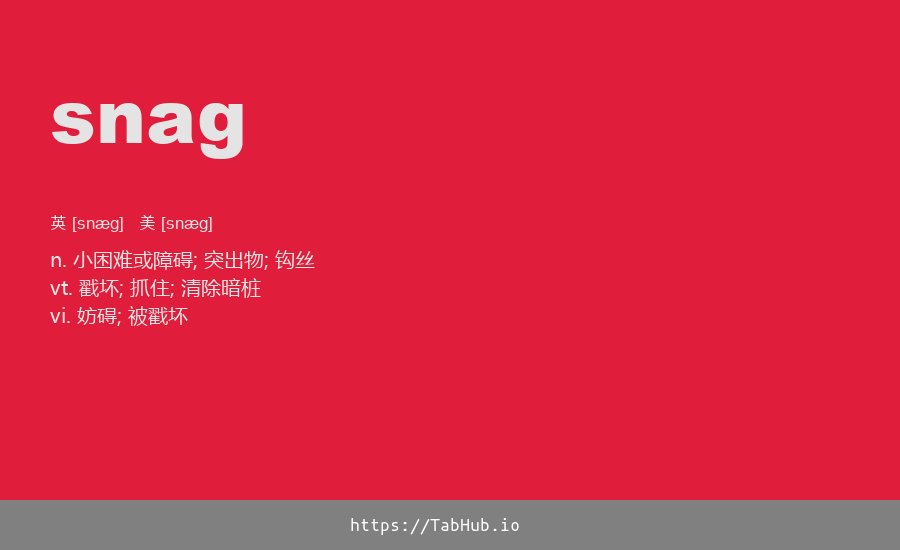 snag
英 [snæg] 美 [snæg]
n. 小困难或障碍; 突出物; 钩丝
vt. 戳坏; 抓住; 清除暗桩
vi. 妨碍; 被戳坏
https://TabHub.io